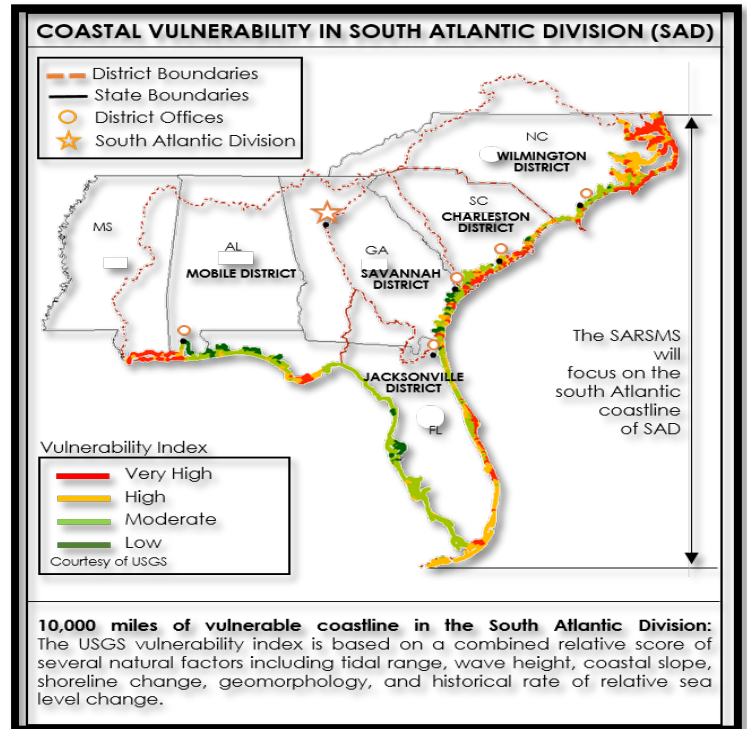 COASTAL VULNERABILITY IN SOUTH ATLANTIC DIVISION (SAD)
District Boundaries
State Boundaries
District Offices
South Atlantic Division
NC
WILMINGTON
DISTRICT
SC
CHARLESTON
DISTRICT
MS
AL
MOBILE DISTRICT
GA
SAVANNAH
DISTRICT
The SARSMS
will
focus on the
south Atlantic
coastline
of SAD
JACKSONVILLE
DISTRICT
FL
Vulnerability Index
Very High
High
Moderate
Low
Courtesy of USGS
10,000 miles of vulnerable coastline in the South Atlantic Division:
The USGS vulnerability index is based on a combined relative score of
several natural factors including tidal range, wave height, coastal slope,
shoreline change, geomorphology, and historical rate of relative sea
level change.